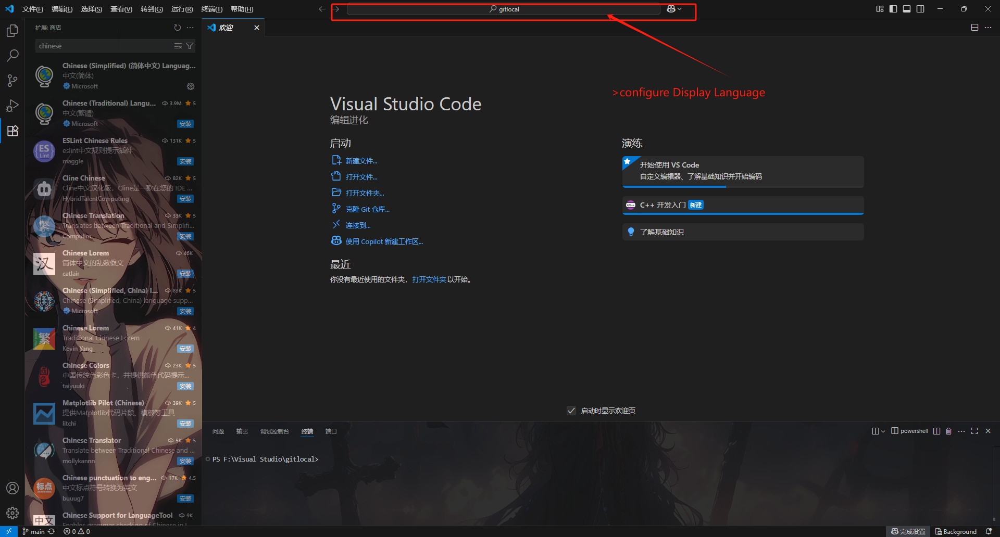 文件(F) 编辑(E) 选择(S) 查看(V) 转到(G) 运行(R) 终端(T) 帮助(H)
gitlocal
扩展: 商店
欢迎
chinese
Chinese (Simplified) (简体中文) Languag...
中文(简体)
Microsoft
Chinese (Traditional) Langu... 3.9M 5
中文(繁體)
Microsoft 安装
ESLint Chinese Rules 131K 5
eslint中文规则提示插件
maggie 安装
ES
Lint
Cline Chinese 82K 5
Cline中文汉化版，Cline是一款在您的 IDE ...
HybridTalentComputing 安装
Chinese Translation 33K 5
Translates between Traditional and Simplifi...
Compulim 安装
繁
Chinese Lorem 46K
简体中文的乱数假文
catlair 安装
汉
Chinese (Simplified, China) l... 83K 5
Chinese (Simplified, China) language supp...
Microsoft 安装
Chinese Lorem 41K 4
Traditional Chinese Lorem
Kevin Yang 安装
繁
Chinese Colors 23K 5
中国传统色彩色卡，并提供颜色代码提示...
taiyuuki 安装
國色
Matplotlib Pilot (Chinese) 39K 5
提供Matplotlib代码片段、模板等工具
litchi 安装
Chinese Translator 5K 5
Translate between Traditional Chinese and ...
mollykannn 安装
Chinese punctuation to eng... 17K 4.5
中文标点符号转换为英文
buuug7 安装
标点
Chinese Support for LanguageTool 9K
Enables grammar checking of Chinese in L
中文
>configure Display Language
Visual Studio Code
编辑进化
启动
新建文件...
打开文件...
打开文件夹...
克隆 Git 仓库...
连接到...
使用 Copilot 新建工作区...
最近
你没有最近使用的文件夹，打开文件夹以开始。
演练
开始使用 VS Code
自定义编辑器、了解基础知识并开始编码
C/C++ C++ 开发入门 新建
了解基础知识
启动时显示欢迎页
问题 输出 调试控制台 终端 端口
powershell
PS F:\Visual Studio\gitlocal>
main 0 0
完成设置 Background